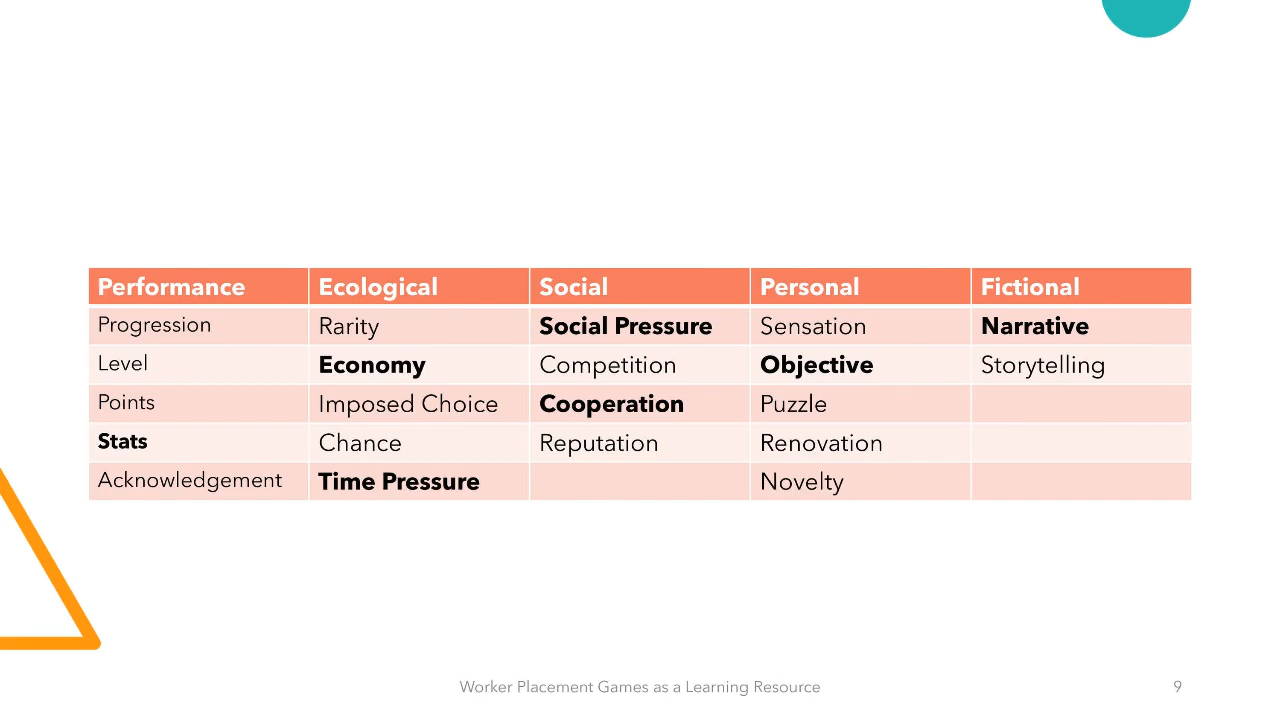 Performance Ecological Social Personal Fictional
Progression Rarity Social Pressure Sensation Narrative
Level Economy Competition Objective Storytelling
Points Imposed Choice Cooperation Puzzle
Stats Chance Reputation Renovation
Acknowledgement Time Pressure Novelty
Worker Placement Games as a Learning Resource 9